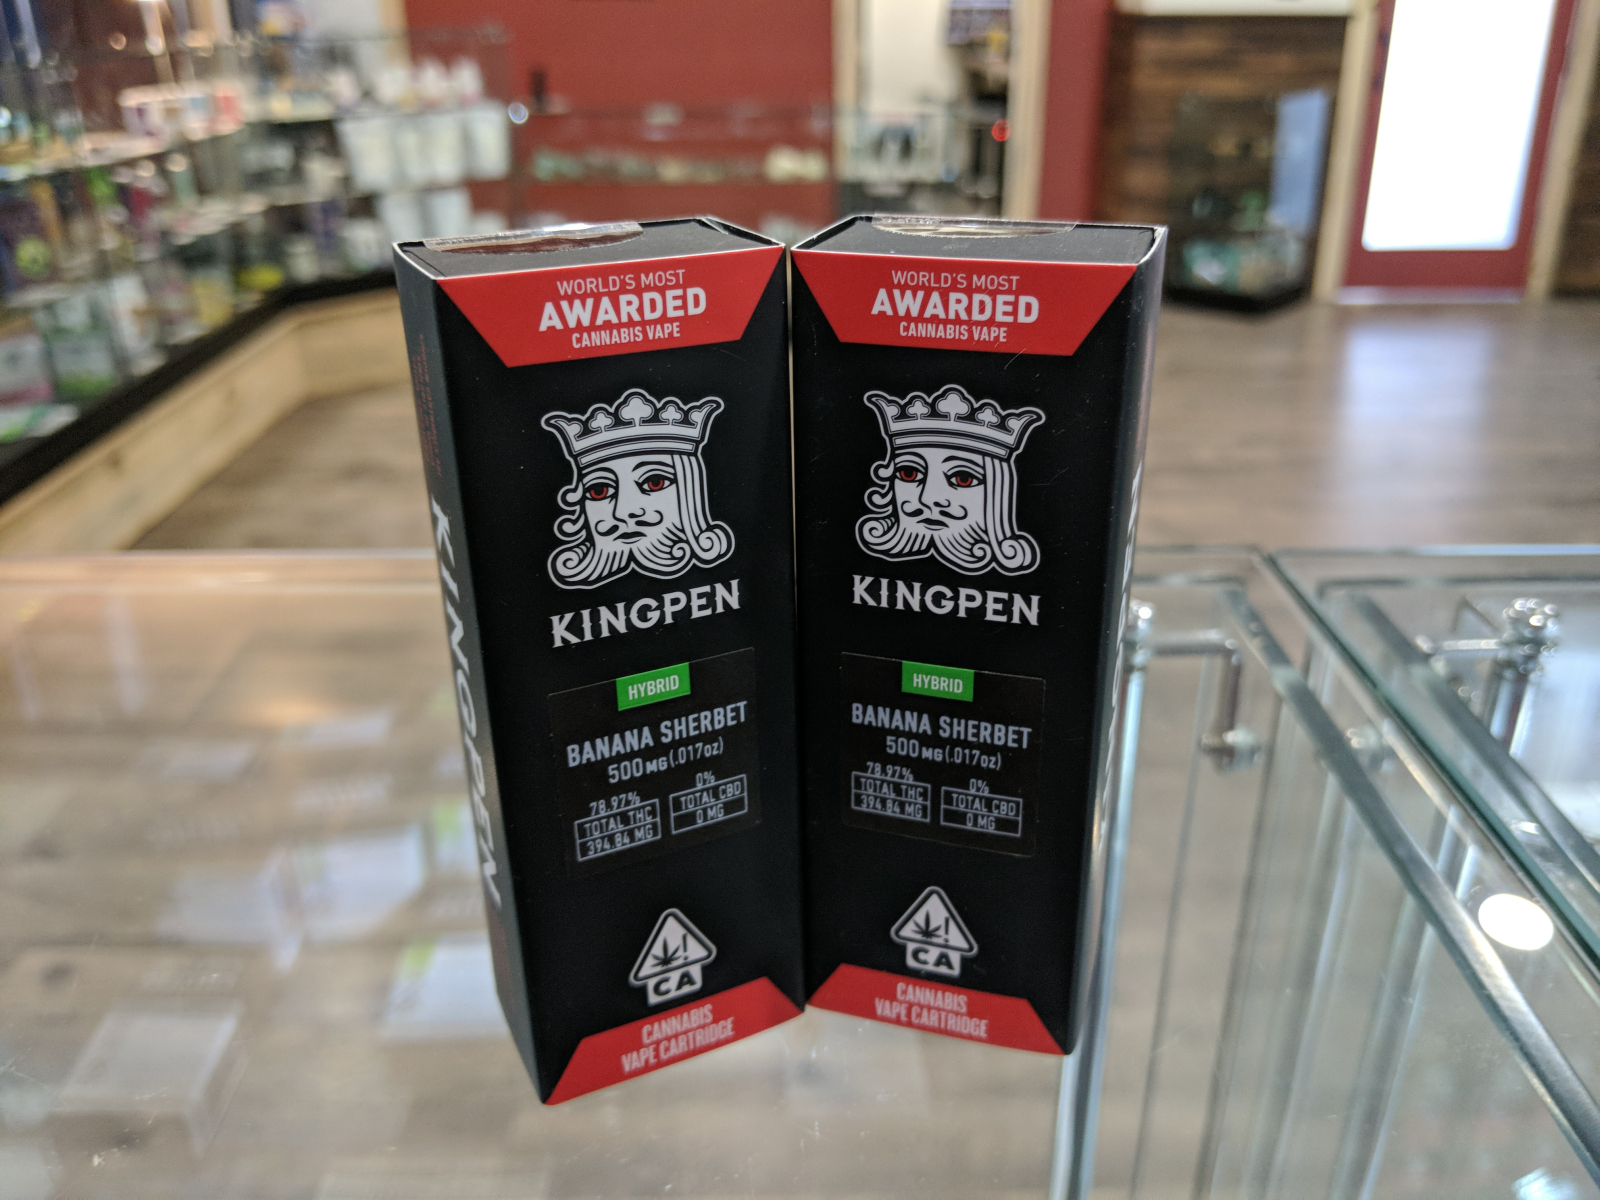 WORLD'S MOST
AWARDED
CANNABIS VAPE
KINGPEN
HYBRID
BANANA SHERBET
500MG(.017oz)
78.97%
TOTAL THC
394.84 MG
0%
TOTAL CBD
0 MG
CA
CANNABIS
VAPE CARTRIDGE
KINGPEN
WORLD'S MOST
AWARDED
CANNABIS VAPE
KINGPEN
HYBRID
BANANA SHERBET
500MG(.017oz)
78.97%
TOTAL THC
394.84 MG
0%
TOTAL CBD
0 MG
CA
CANNABIS
VAPE CARTRIDGE